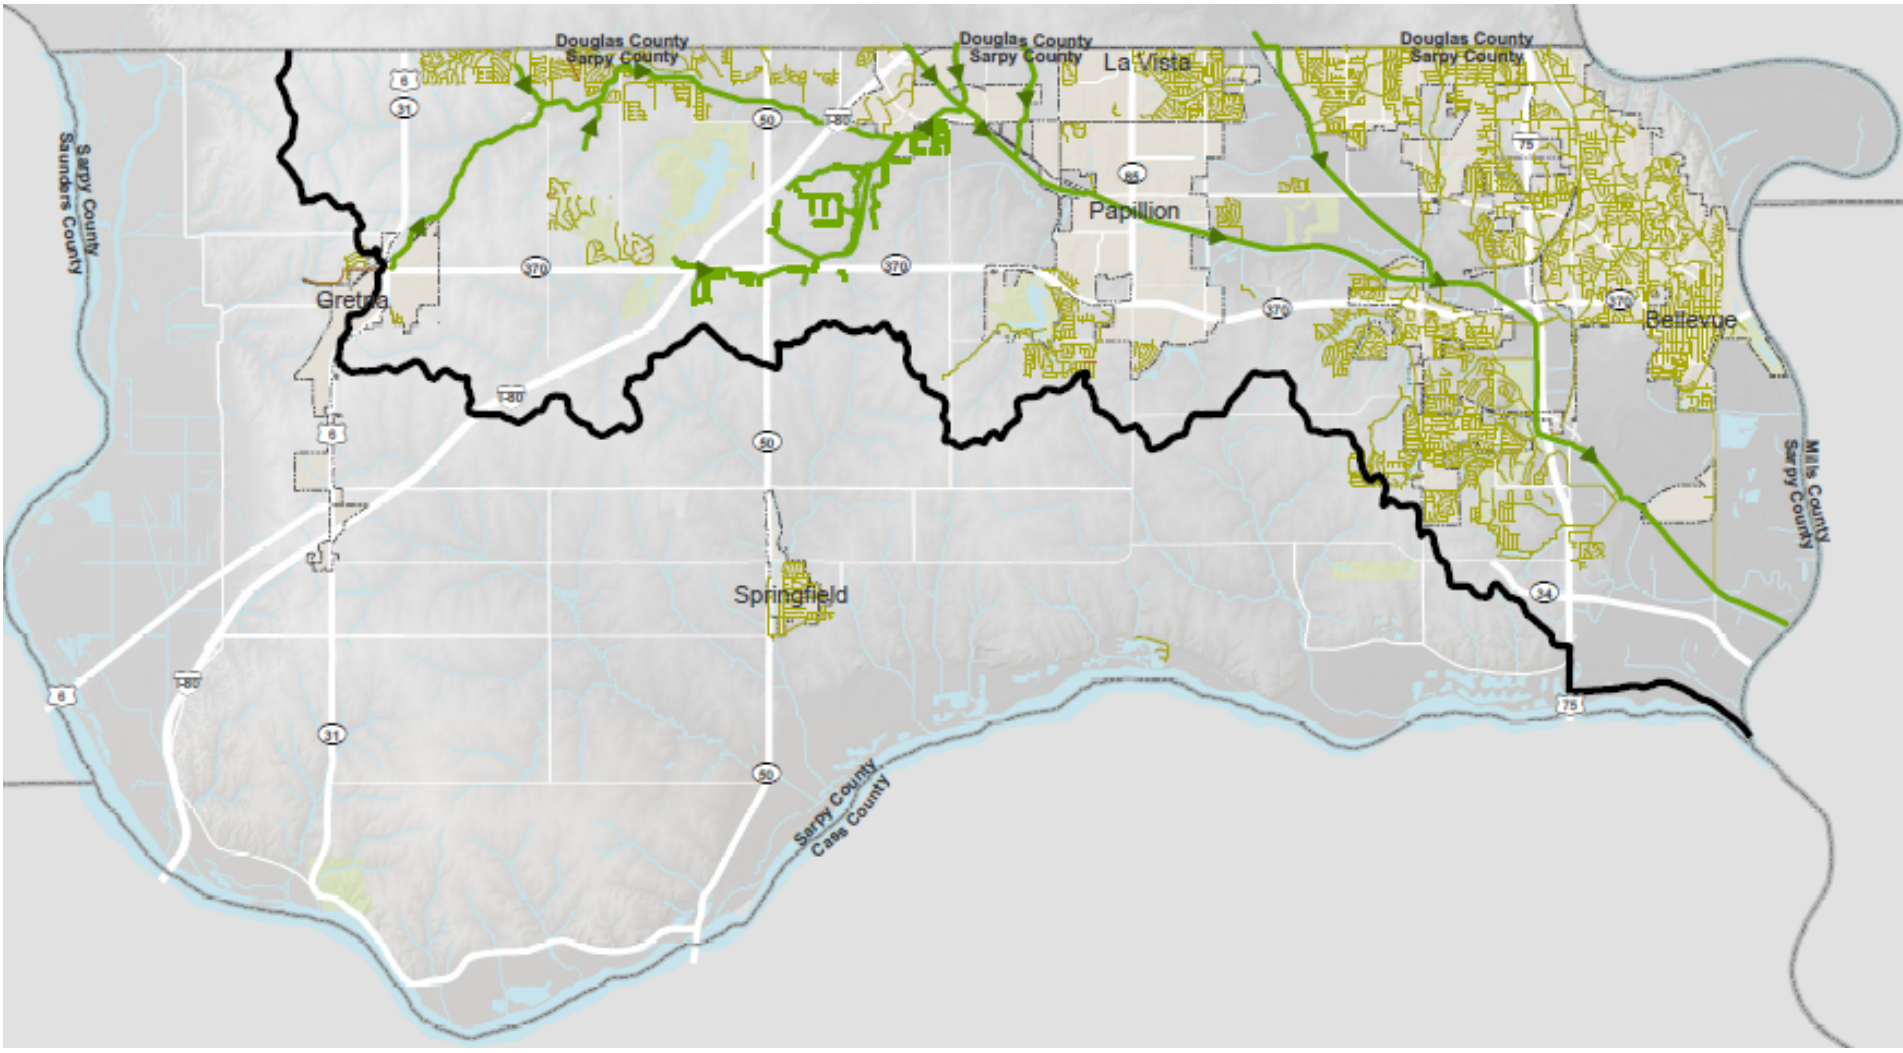 Douglas County
Sarpy County
Douglas County
Sarpy County
Douglas County
Sarpy County
La Vista
6
31
50
I-80
75
85
Sarpy County
Saunders County
Papillion
370
370
Gretna
370
370
Bellevue
I-80
6
50
Mills County
Sarpy County
Springfield
34
I-80
6
75
31
50
Sarpy County
Cass County